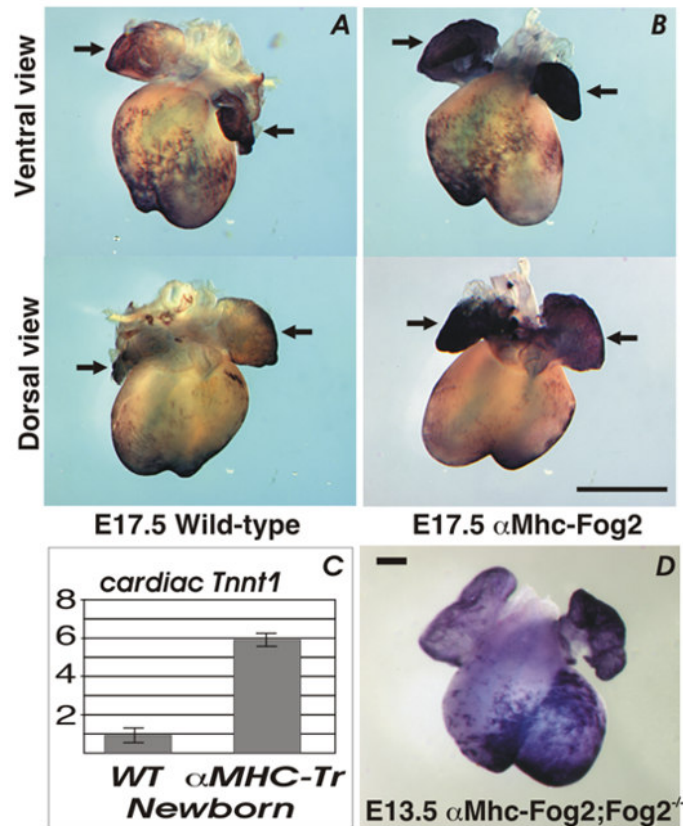 A
B
Ventral view
Dorsal view
E17.5 Wild-type
E17.5 αMhc-Fog2
C
cardiac Tnnt1
8
6
4
2
WT αMHC-Tr
Newborn
D
E13.5 αMhc-Fog2;Fog2-/-